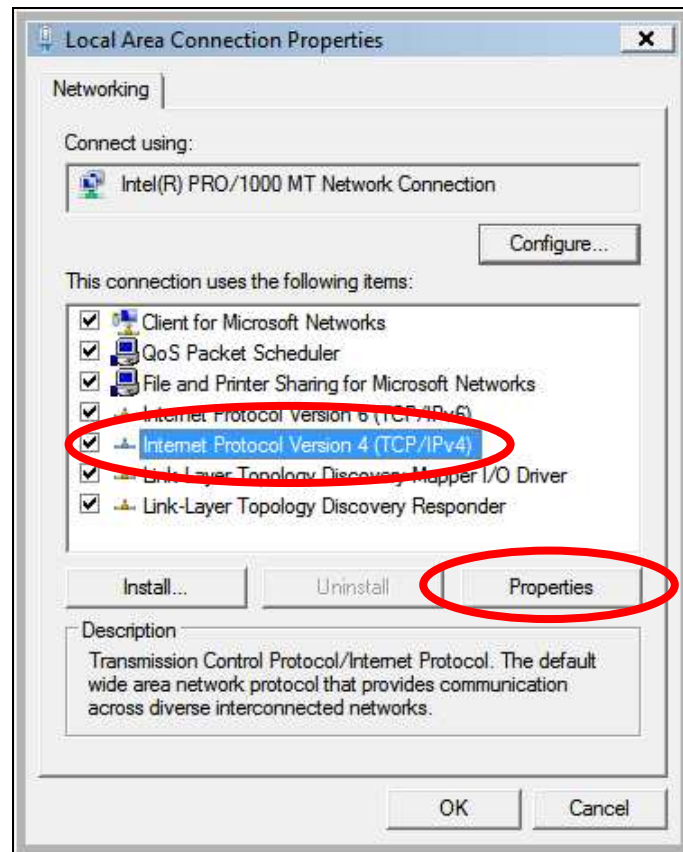 Local Area Connection Properties
Networking
Connect using:
Intel(R) PRO/1000 MT Network Connection
Configure...
This connection uses the following items:
Client for Microsoft Networks
QoS Packet Scheduler
File and Printer Sharing for Microsoft Networks
Internet Protocol Version 6 (TCP/IPv6)
Internet Protocol Version 4 (TCP/IPv4)
Link-Layer Topology Discovery Mapper I/O Driver
Link-Layer Topology Discovery Responder
Install... Uninstall Properties
Description
Transmission Control Protocol/Internet Protocol. The default
wide area network protocol that provides communication
across diverse interconnected networks.
OK Cancel